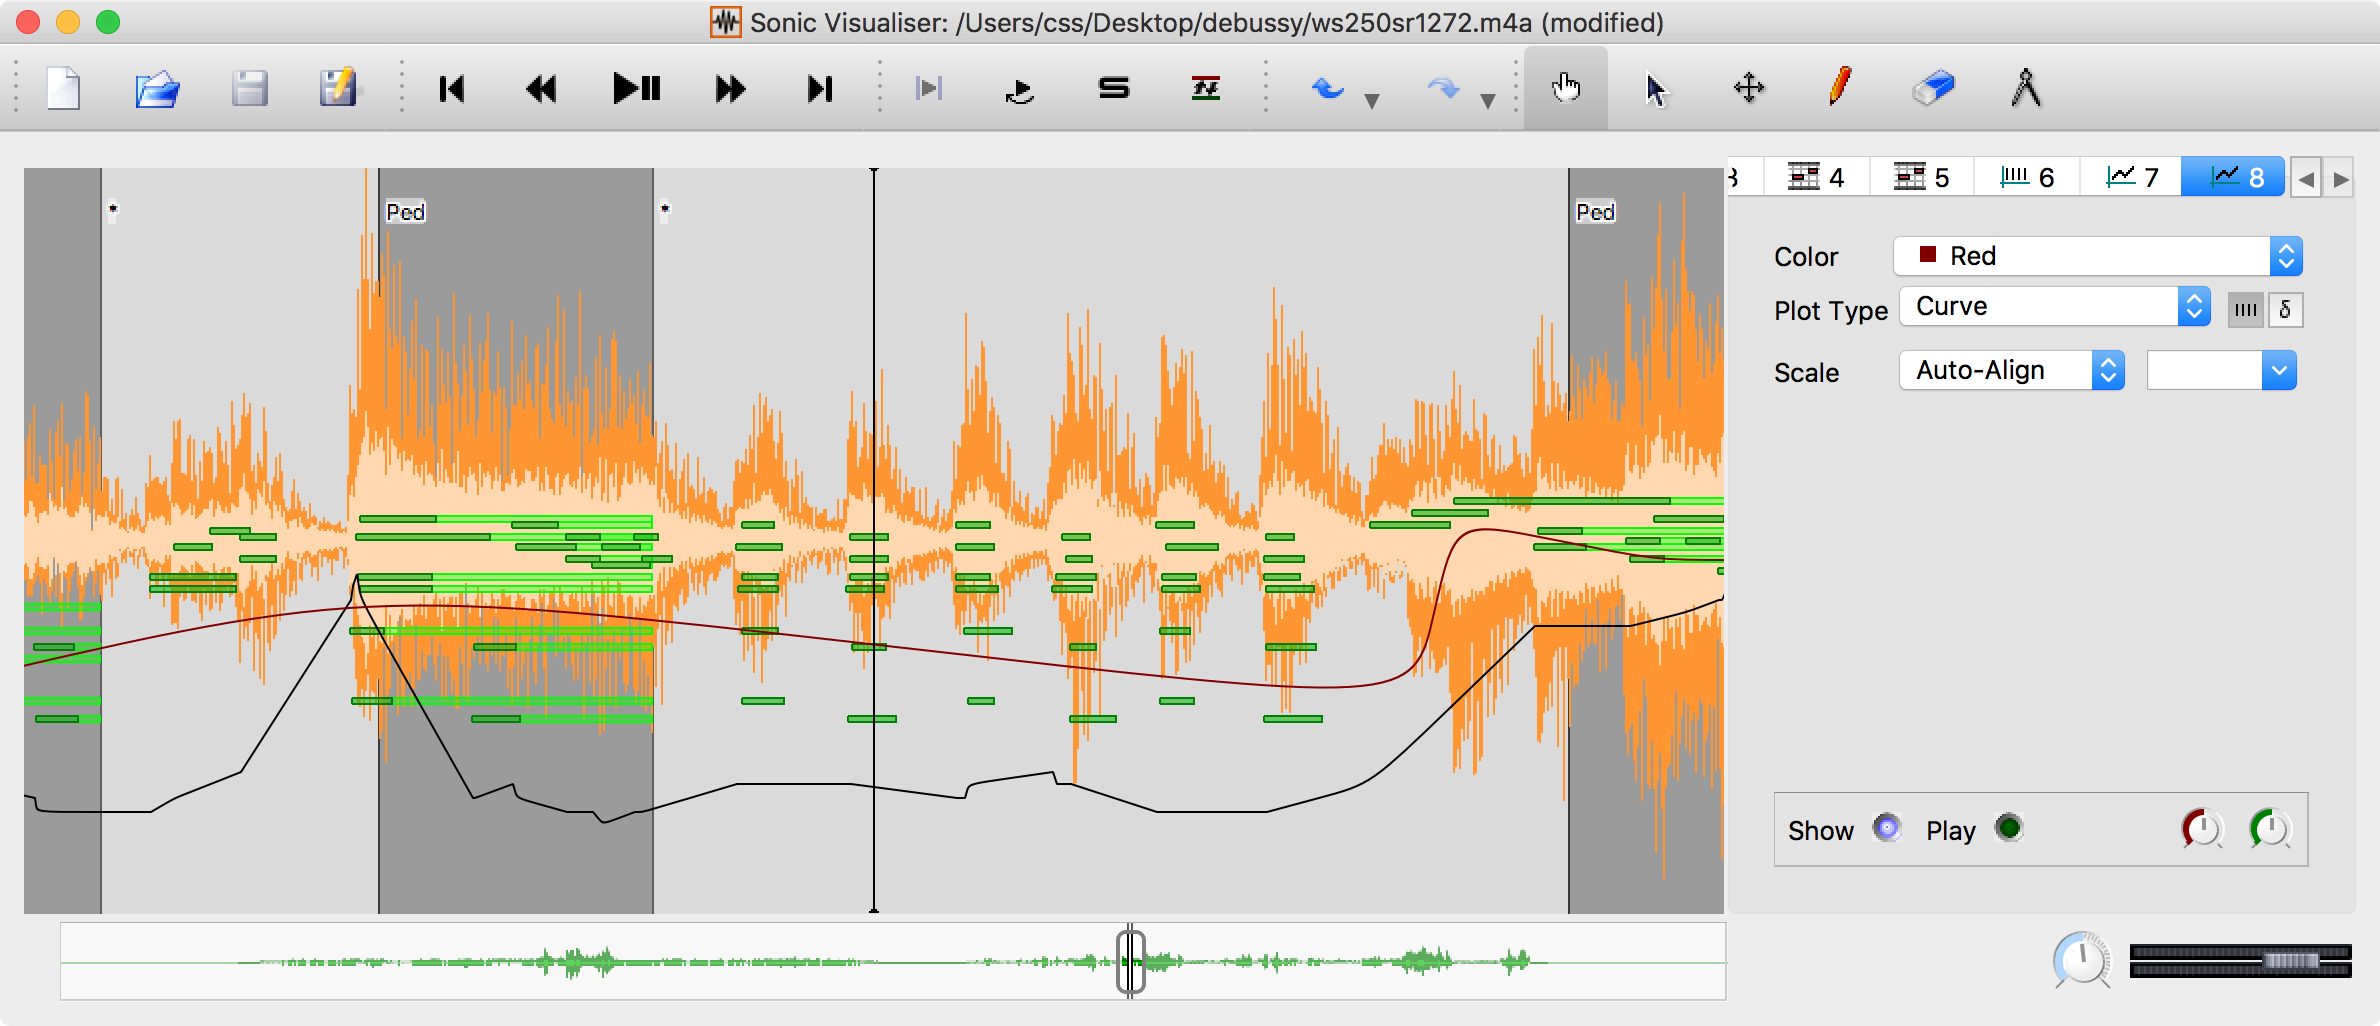 Sonic Visualiser: /Users/css/Desktop/debussy/ws250sr1272.m4a (modified)
* Ped * Ped
4 5 6 7 8
Color Red
Plot Type Curve δ
Scale Auto-Align
Show Play